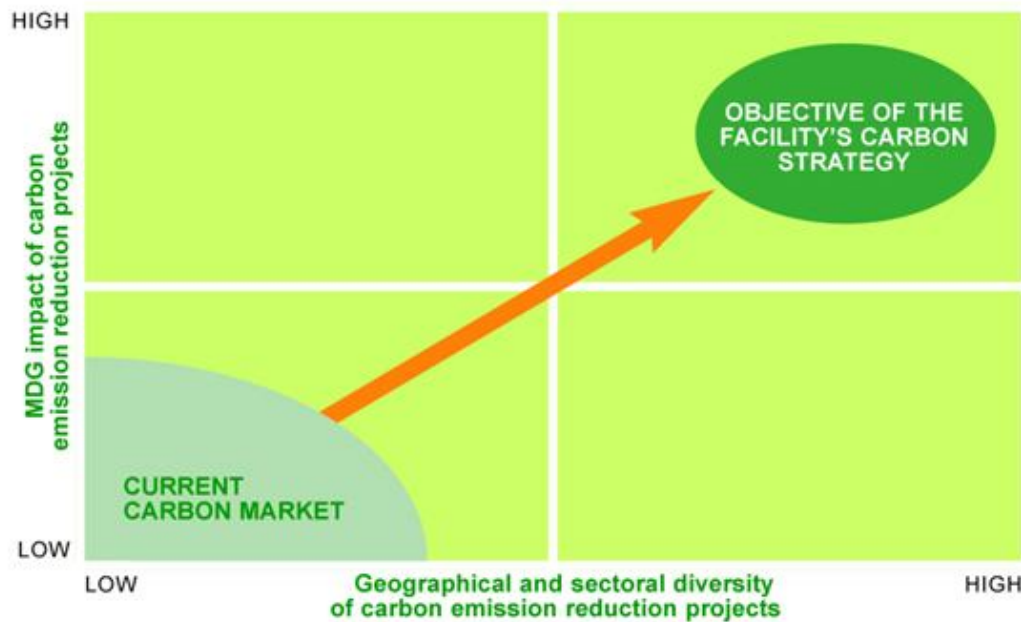 HIGH
OBJECTIVE OF THE
FACILITY'S CARBON
STRATEGY
MDG impact of carbon
emission reduction projects
CURRENT
CARBON MARKET
LOW
LOW
Geographical and sectoral diversity
of carbon emission reduction projects
HIGH